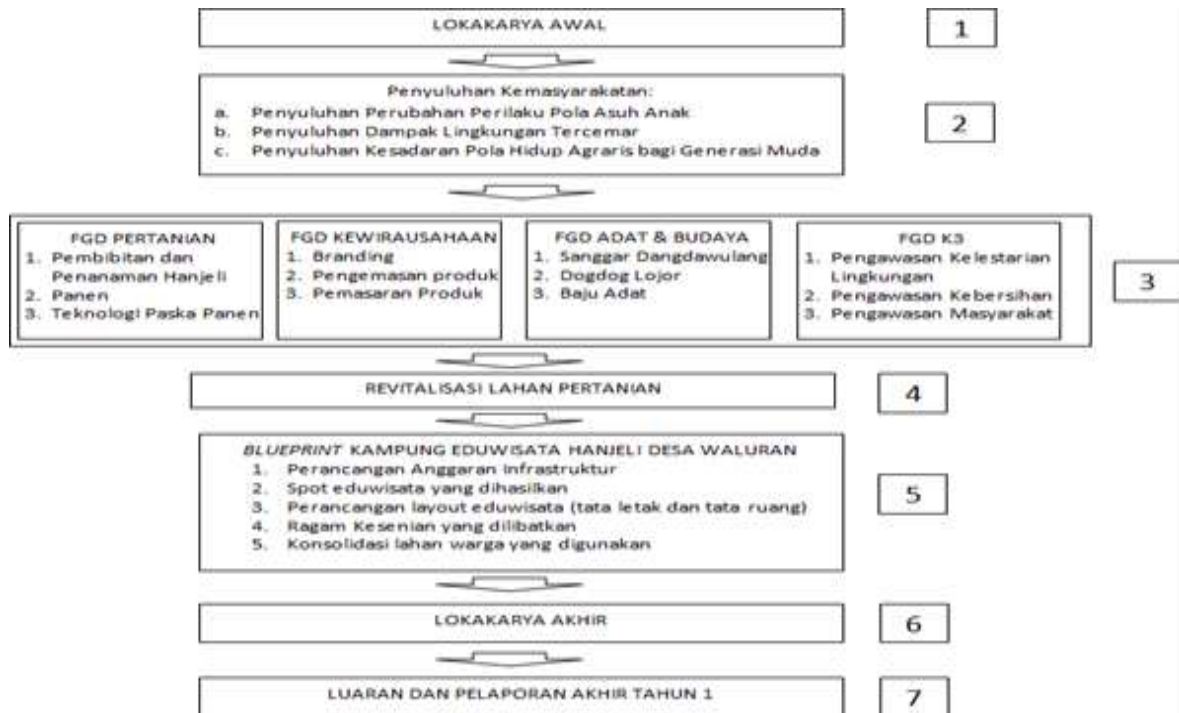 LOKAKARYA AWAL
1
Penyuluhan Kemasyarakatan:
a. Penyuluhan Perubahan Perilaku Pola Asuh Anak
b. Penyuluhan Dampak Lingkungan Tercemar
c. Penyuluhan Kesadaran Pola Hidup Agraris bagi Generasi Muda
2
FGD PERTANIAN
1. Pembibitan dan
Penanaman Hanjeli
2. Panen
3. Teknologi Paska Panen
FGD KEWIRAUSAHAAN
1. Branding
2. Pengemasan produk
3. Pemasaran Produk
FGD ADAT & BUDAYA
1. Sanggar Dangdawulang
2. Dogdog Lojor
3. Baju Adat
FGD K3
1. Pengawasan Kelestarian
Lingkungan
2. Pengawasan Kebersihan
3. Pengawasan Masyarakat
3
REVITALISASI LAHAN PERTANIAN
4
BLUEPRINT KAMPUNG EDUWISATA HANJELI DESA WALURAN
1. Perancangan Anggaran Infrastruktur
2. Spot eduwisata yang dihasilkan
3. Perancangan layout eduwisata (tata letak dan tata ruang)
4. Ragam Kesenian yang dilibatkan
5. Konsolidasi lahan warga yang digunakan
5
LOKAKARYA AKHIR
6
LUARAN DAN PELAPORAN AKHIR TAHUN 1
7